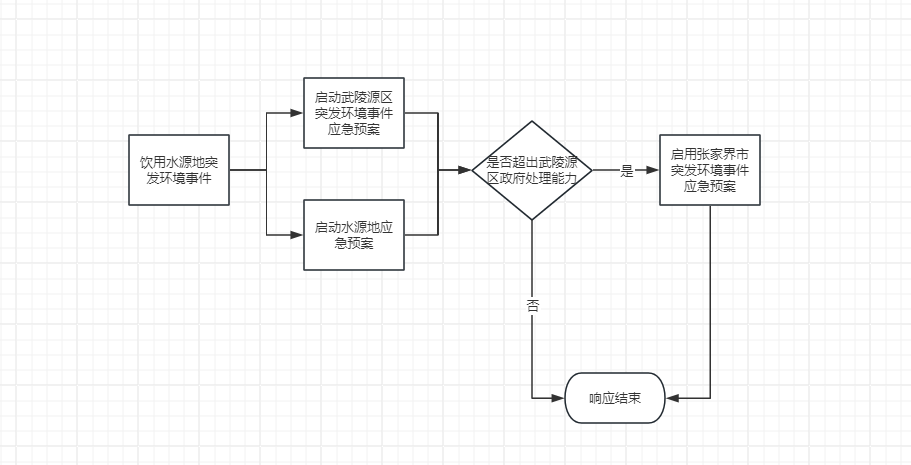 饮用水源地突
发环境事件
启动武陵源区
突发环境事件
应急预案
启动水源地应
急预案
是否超出武陵源
区政府处理能力
是
启用张家界市
突发环境事件
应急预案
否
响应结束